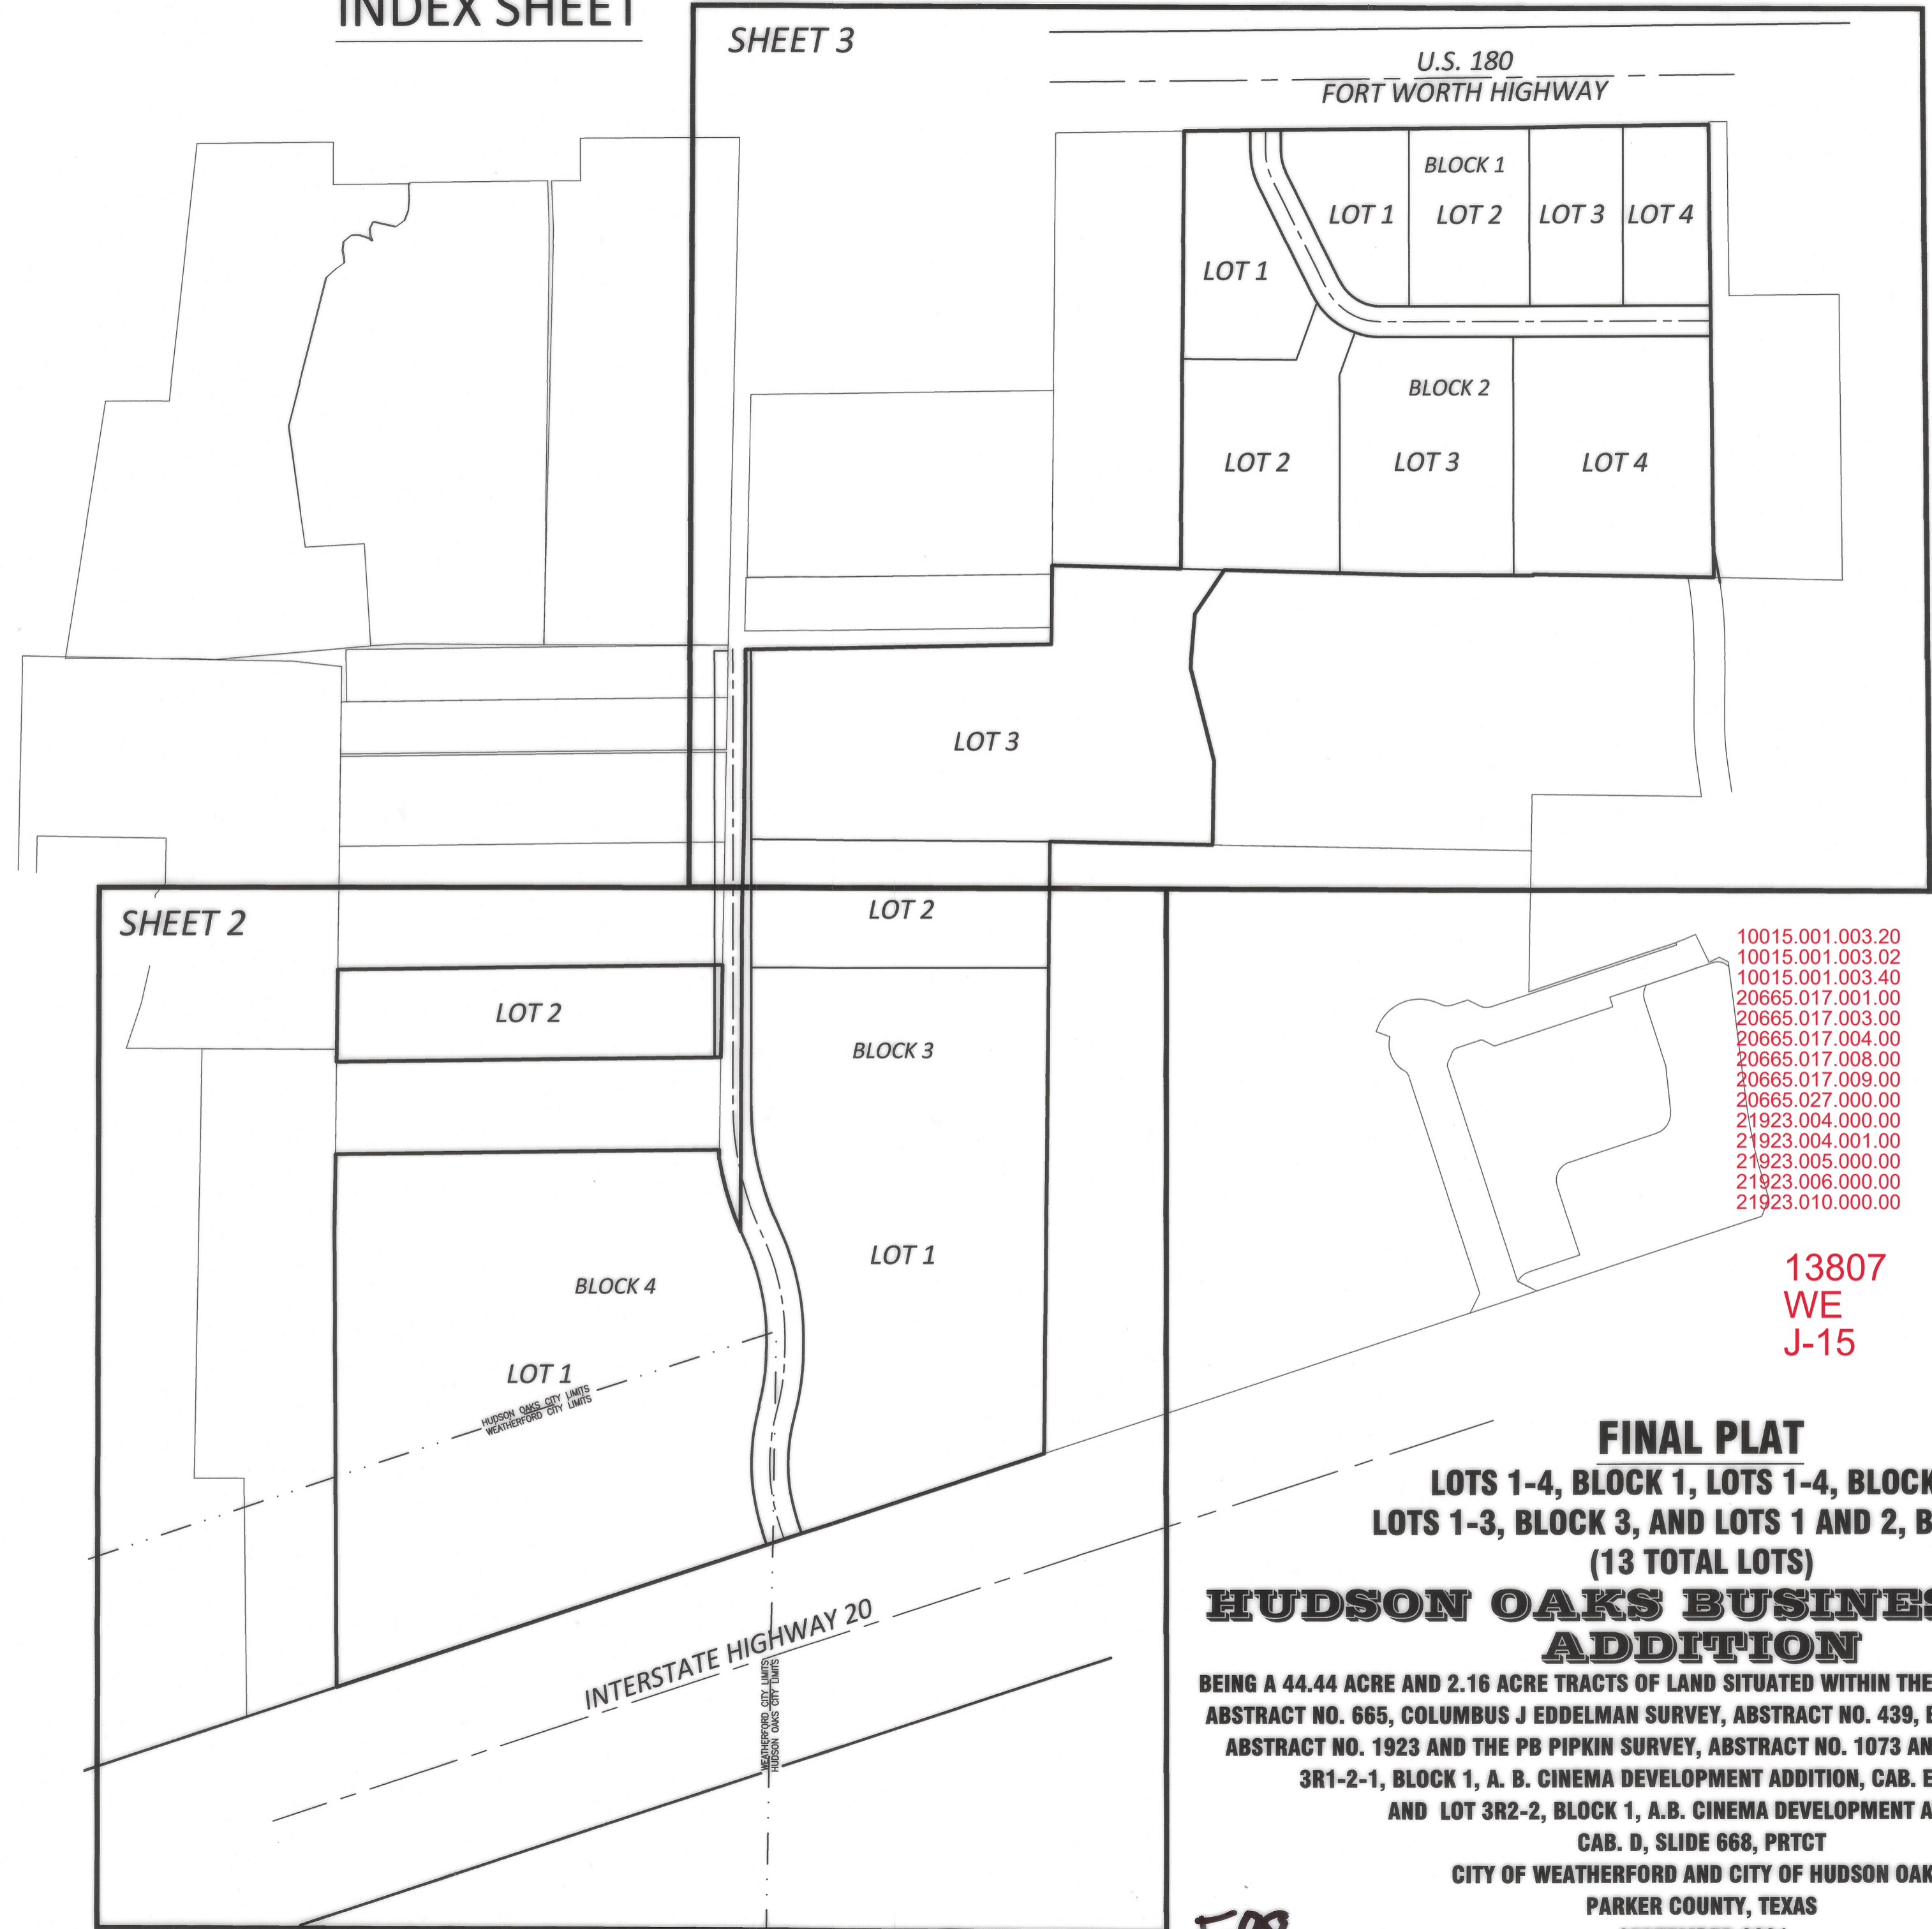 INDEX SHEET
SHEET 3
U.S. 180
FORT WORTH HIGHWAY
BLOCK 1
LOT 1
LOT 2
LOT 3
LOT 4
LOT 1
BLOCK 2
LOT 2
LOT 3
LOT 4
LOT 3
SHEET 2
LOT 2
LOT 2
BLOCK 3
LOT 1
BLOCK 4
LOT 1
HUDSON OAKS CITY LIMITS
WEATHERFORD CITY LIMITS
INTERSTATE HIGHWAY 20
WEATHERFORD CITY LIMITS
HUDSON OAKS CITY LIMITS
10015.001.003.20
10015.001.003.02
10015.001.003.40
20665.017.001.00
20665.017.003.00
20665.017.004.00
20665.017.008.00
20665.017.009.00
20665.027.000.00
21923.004.000.00
21923.004.001.00
21923.005.000.00
21923.006.000.00
21923.010.000.00
13807
WE
J-15
FINAL PLAT
LOTS 1-4, BLOCK 1, LOTS 1-4, BLOCK
LOTS 1-3, BLOCK 3, AND LOTS 1 AND 2, B
(13 TOTAL LOTS)
HUDSON OAKS BUSINES
ADDITION
BEING A 44.44 ACRE AND 2.16 ACRE TRACTS OF LAND SITUATED WITHIN THE
ABSTRACT NO. 665, COLUMBUS J EDDELMAN SURVEY, ABSTRACT NO. 439,
ABSTRACT NO. 1923 AND THE PB PIPKIN SURVEY, ABSTRACT NO. 1073 AN
3R1-2-1, BLOCK 1, A. B. CINEMA DEVELOPMENT ADDITION, CAB. E
AND LOT 3R2-2, BLOCK 1, A.B. CINEMA DEVELOPMENT A
CAB. D, SLIDE 668, PRTCT
CITY OF WEATHERFORD AND CITY OF HUDSON OAK
PARKER COUNTY, TEXAS